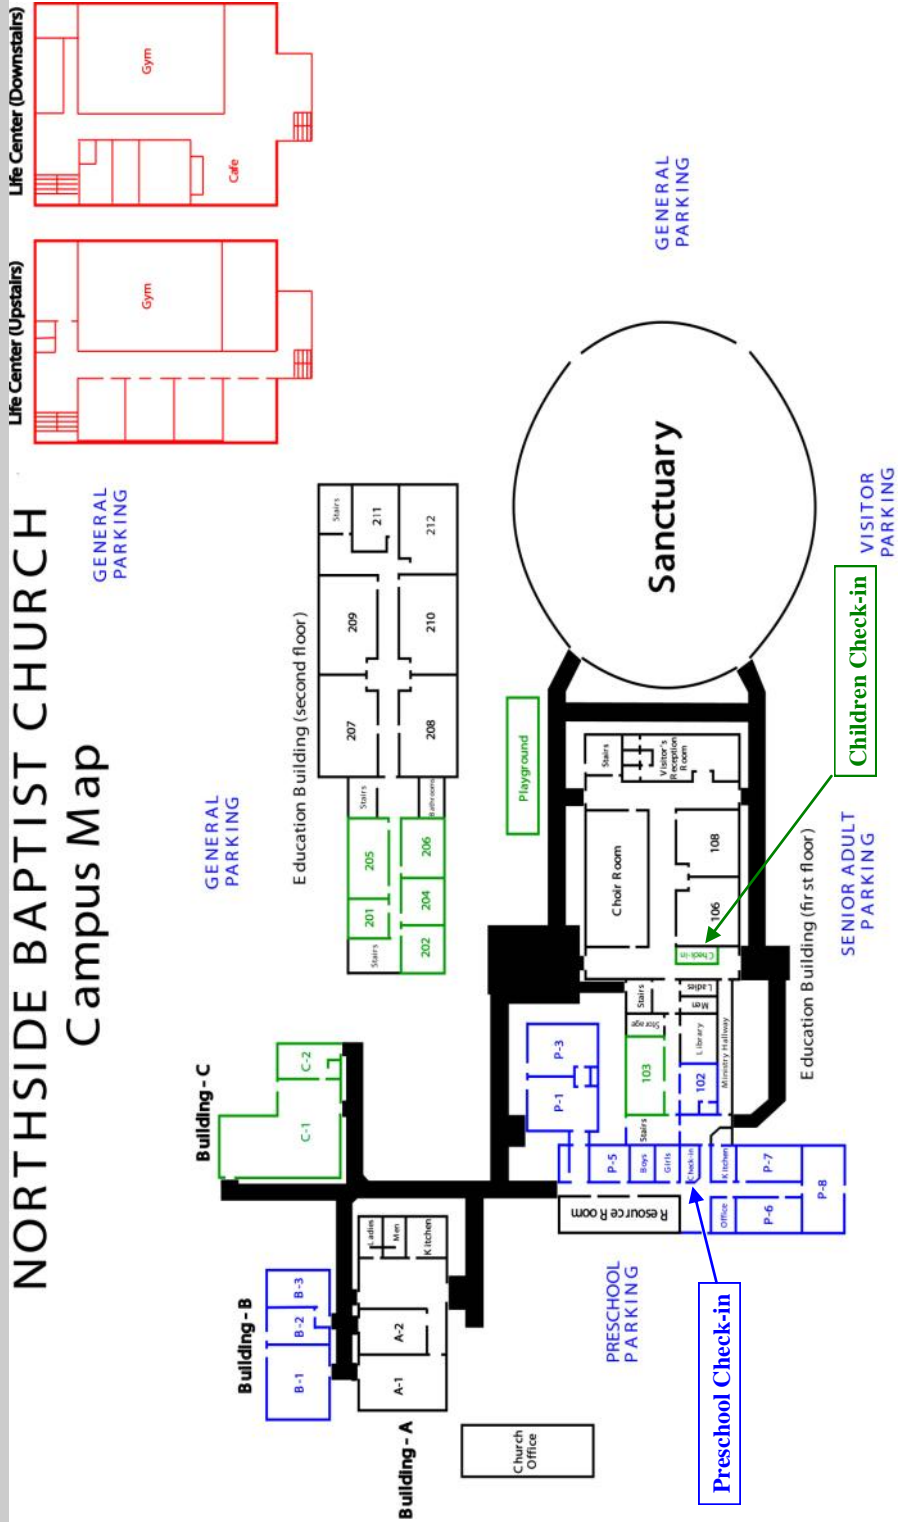 NORTHSIDE BAPTIST CHURCH
Campus Map
Life Center (Upstairs)
Gym
Life Center (Downstairs)
Gym
Cafe
GENERAL
PARKING
GENERAL
PARKING
GENERAL
PARKING
Education Building (second floor)
Stairs
201
205
Stairs
207
209
Stairs
211
202
204
206
Bathrooms
208
210
212
Building - C
C-1
C-2
Building - B
B-1
B-2
B-3
Building - A
A-1
A-2
Ladies
Men
Kitchen
Church
Office
Playground
Sanctuary
P-1
P-3
P-5
Boys
Girls
Check-in
Kitchen
P-7
P-8
Resource Room
Office
P-6
Stairs
103
Storage
Stairs
102
Library
Men
Ladies
Ministry Hallway
Check-in
Choir Room
106
108
Stairs
Visitor's
Reception
Room
Education Building (first floor)
PRESCHOOL
PARKING
SENIOR ADULT
PARKING
VISITOR
PARKING
Preschool Check-in
Children Check-in